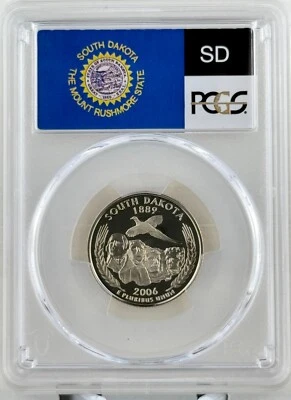 SOUTH DAKOTA
THE MOUNT RUSHMORE STATE
SD
PCGS
SOUTH DAKOTA
1889
2006
E PLURIBUS UNUM